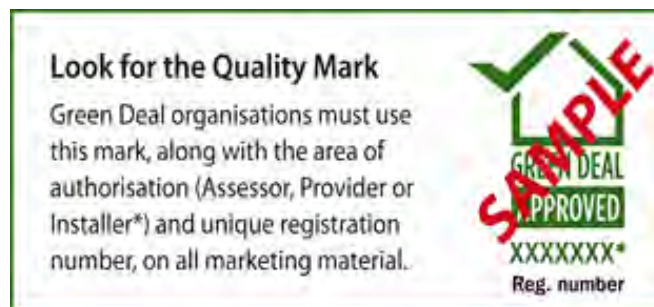 Look for the Quality Mark
Green Deal organisations must use
this mark, along with the area of
authorisation (Assessor, Provider or
Installer*) and unique registration
number, on all marketing material.
GREEN DEAL
APPROVED
XXXXXXX*
Reg. number
SAMPLE